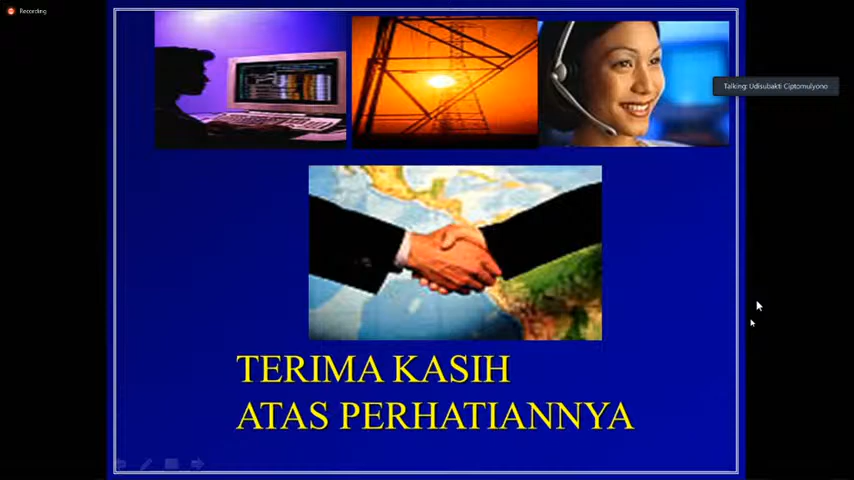 Recording
Talking: Udisubakti Ciptomulyono
TERIMA KASIH
ATAS PERHATIANNYA